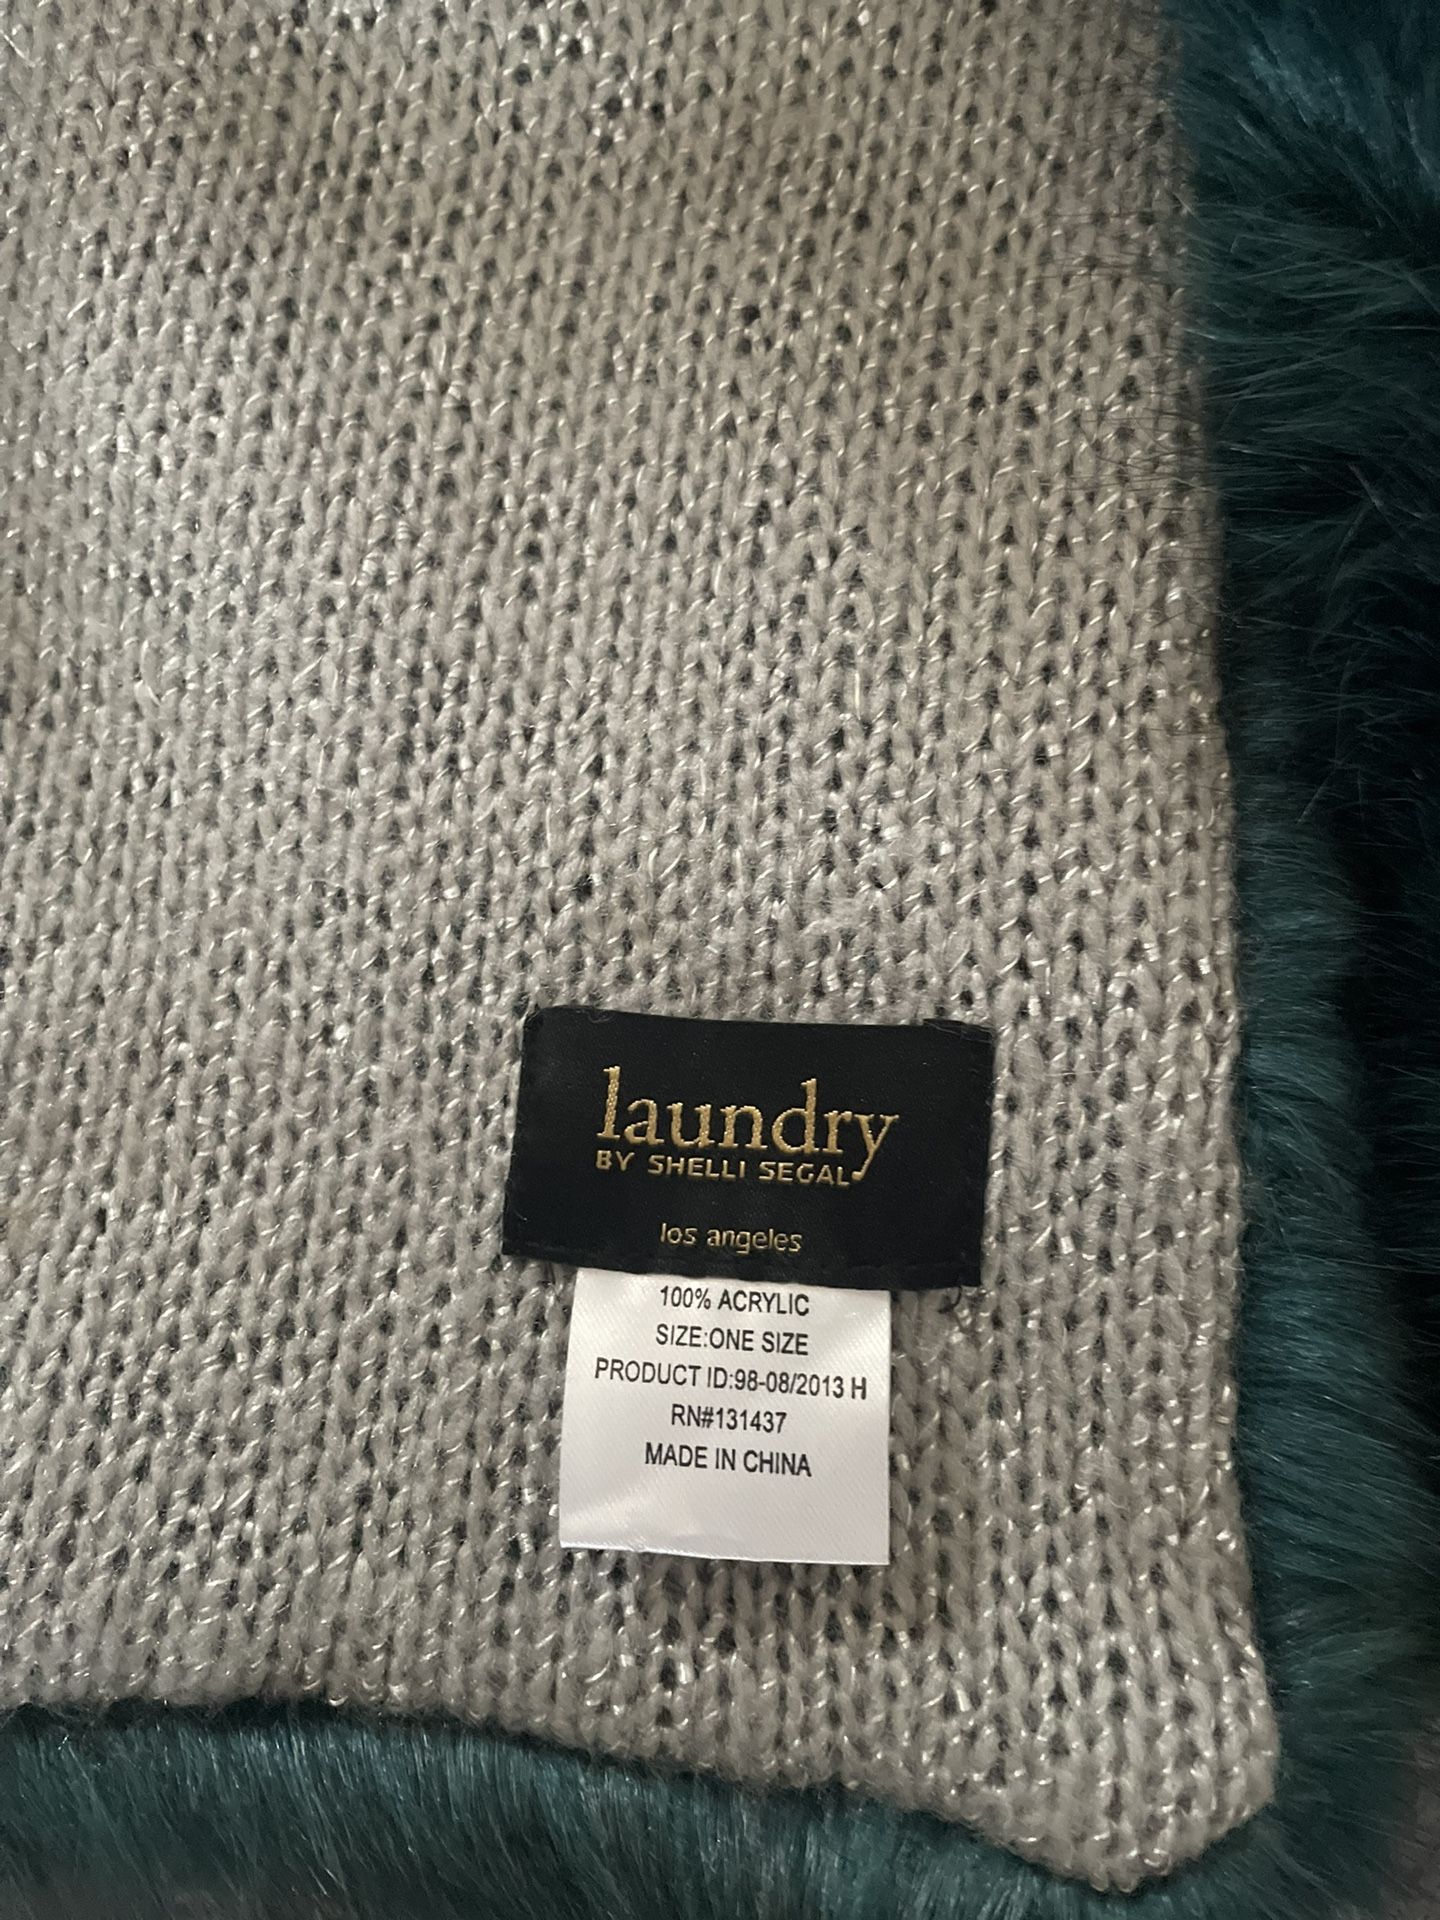 laundry
BY SHELLI SEGAL
los angeles
100% ACRYLIC
SIZE:ONE SIZE
PRODUCT ID:98-08/2013 H
RN#131437
MADE IN CHINA